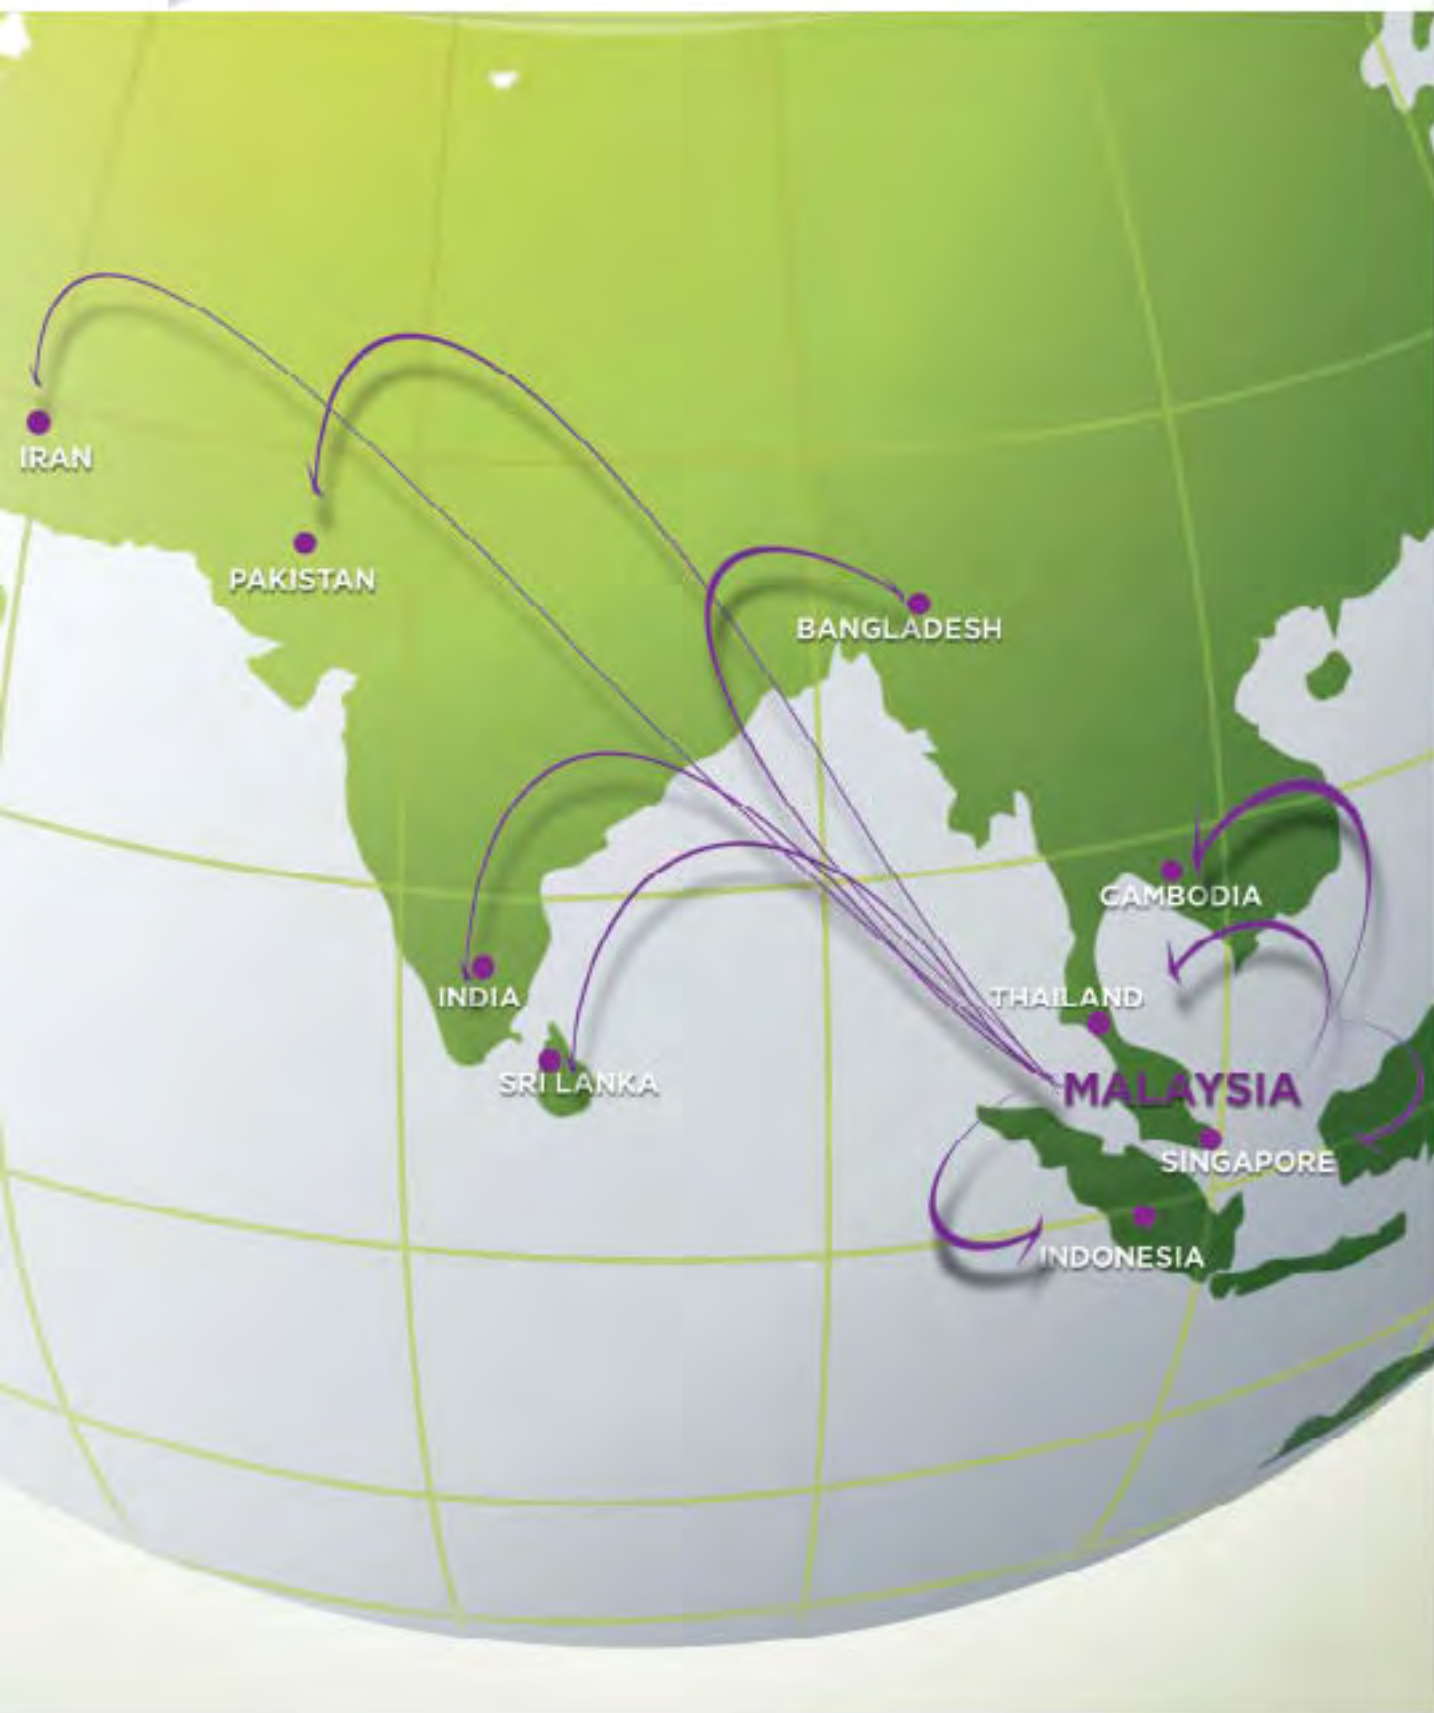 IRAN
PAKISTAN
BANGLADESH
CAMBODIA
INDIA
THAILAND
SRI LANKA
MALAYSIA
SINGAPORE
INDONESIA